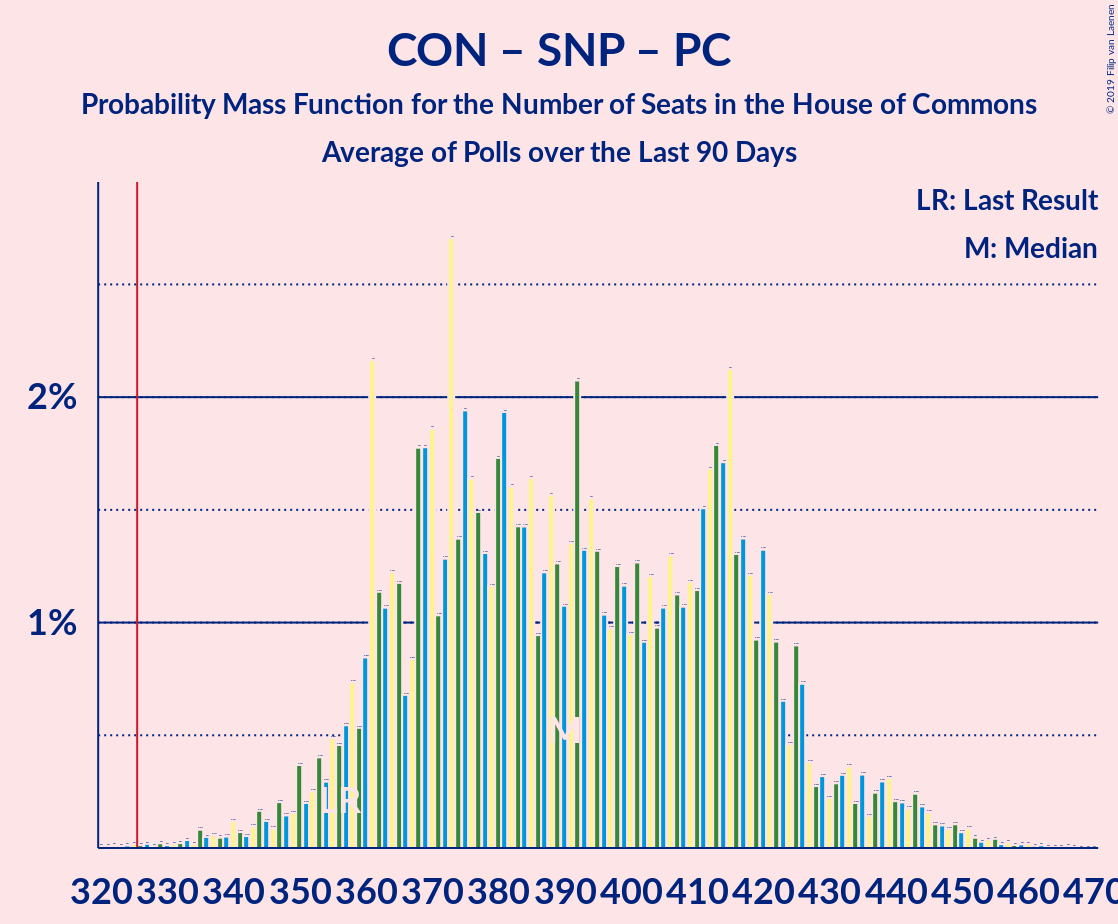 CON – SNP – PC
Probability Mass Function for the Number of Seats in the House of Commons
Average of Polls over the Last 90 Days
© 2019 Filip van Laenen
LR: Last Result
M: Median
2%
1%
LR
M
320 330 340 350 360 370 380 390 400 410 420 430 440 450 460 470